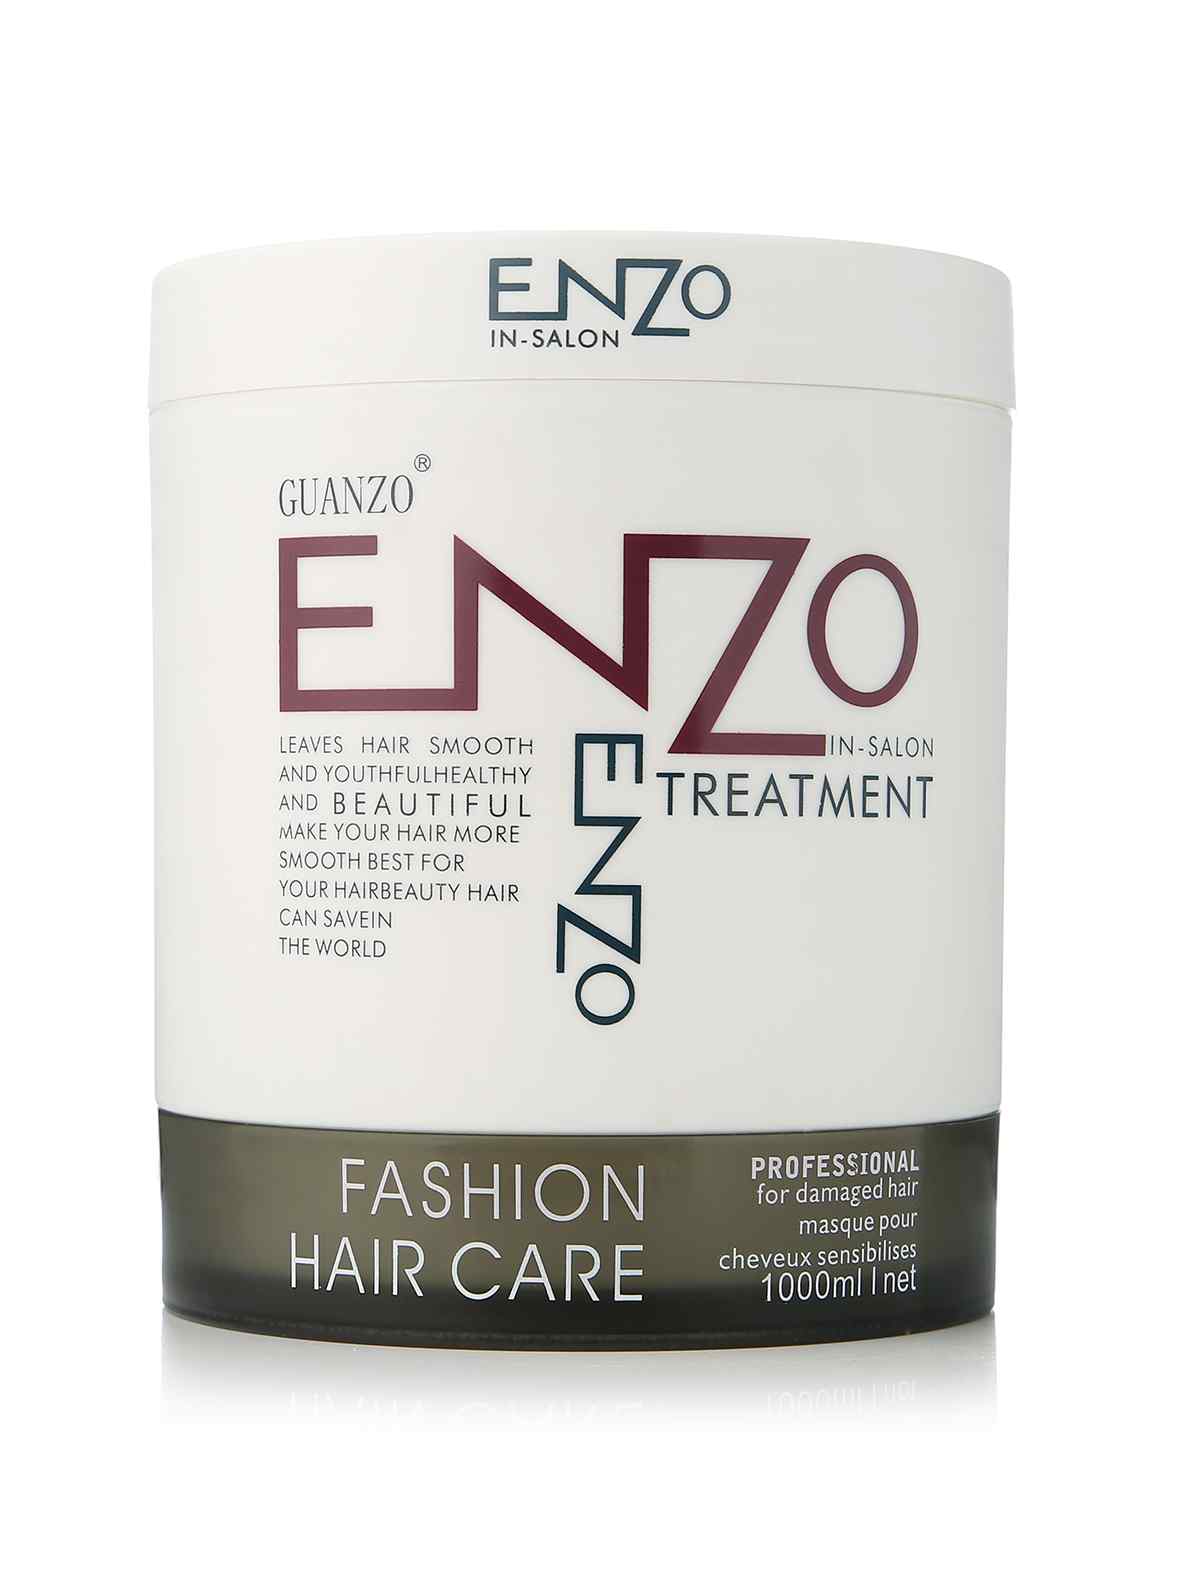 ENZO
IN-SALON
GUANZO®
ENZO
IN-SALON
TREATMENT
LEAVES HAIR SMOOTH
AND YOUTHFULHEALTHY
AND BEAUTIFUL
MAKE YOUR HAIR MORE
SMOOTH BEST FOR
YOUR HAIRBEAUTY HAIR
CAN SAVEIN
THE WORLD
ENZO
FASHION
HAIR CARE
PROFESSIONAL
for damaged hair
masque pour
cheveux sensibilises
1000ml | net